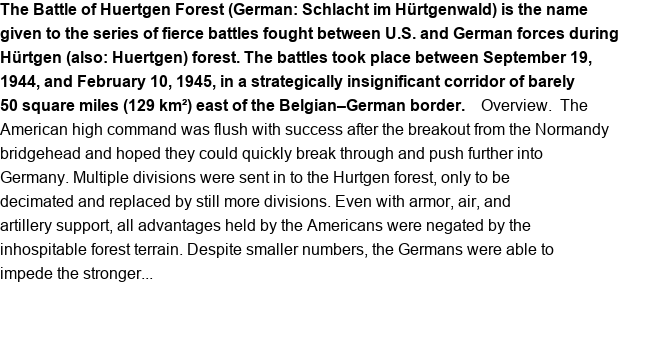 The Battle of Huertgen Forest (German: Schlacht im Hürtgenwald) is the name
given to the series of fierce battles fought between U.S. and German forces during
Hürtgen (also: Huertgen) forest. The battles took place between September 19,
1944, and February 10, 1945, in a strategically insignificant corridor of barely
50 square miles (129 km²) east of the Belgian–German border.    Overview.  The
American high command was flush with success after the breakout from the Normandy
bridgehead and hoped they could quickly break through and push further into
Germany. Multiple divisions were sent in to the Hurtgen forest, only to be
decimated and replaced by still more divisions. Even with armor, air, and
artillery support, all advantages held by the Americans were negated by the
inhospitable forest terrain. Despite smaller numbers, the Germans were able to
impede the stronger...